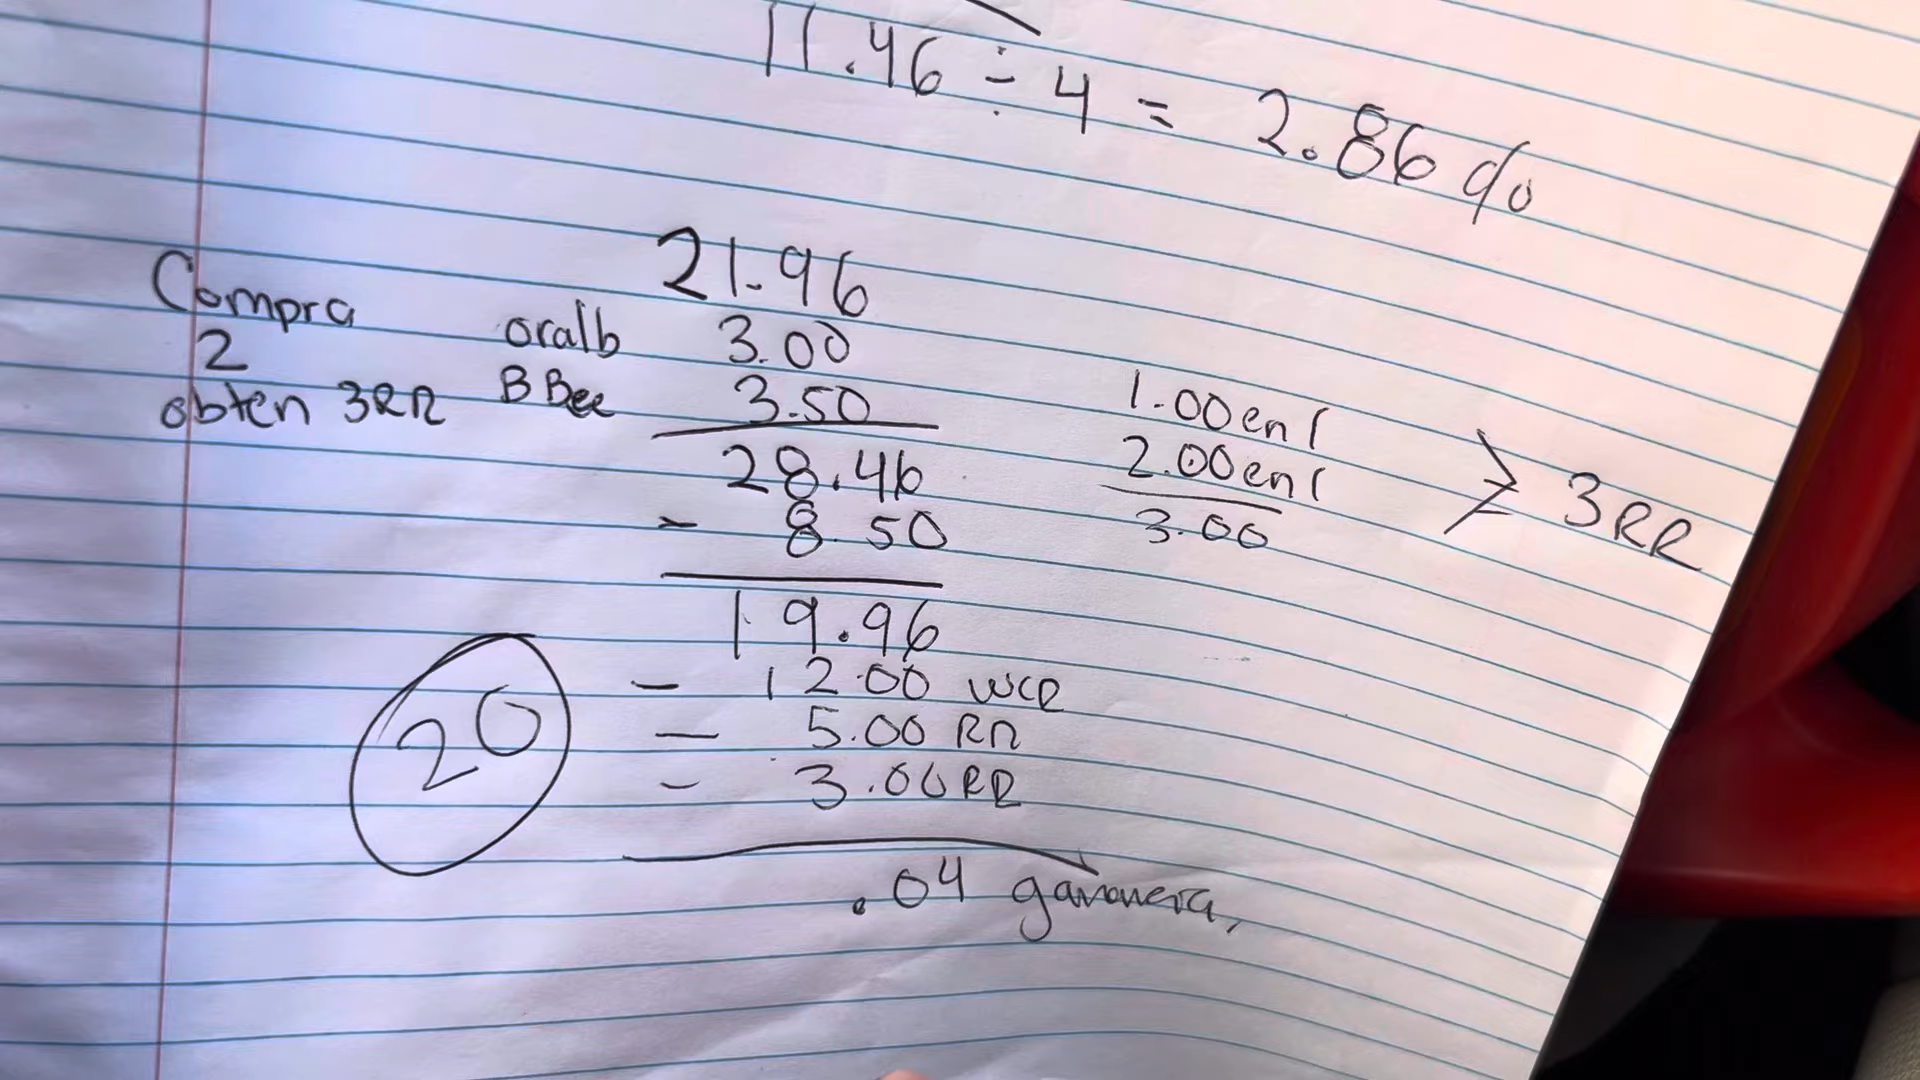 11.46 ÷ 4 = 2.86 c/o
21.96
Compra oralb 3.00
2
obten 3RR BBee 3.50
28.46
- 8.50
19.96
- 12.00 WCR
- 5.00 RR
- 3.00 RR
20
.04 gananera,
1.00 en 1
2.00 en 1
3.00
> = 3RR